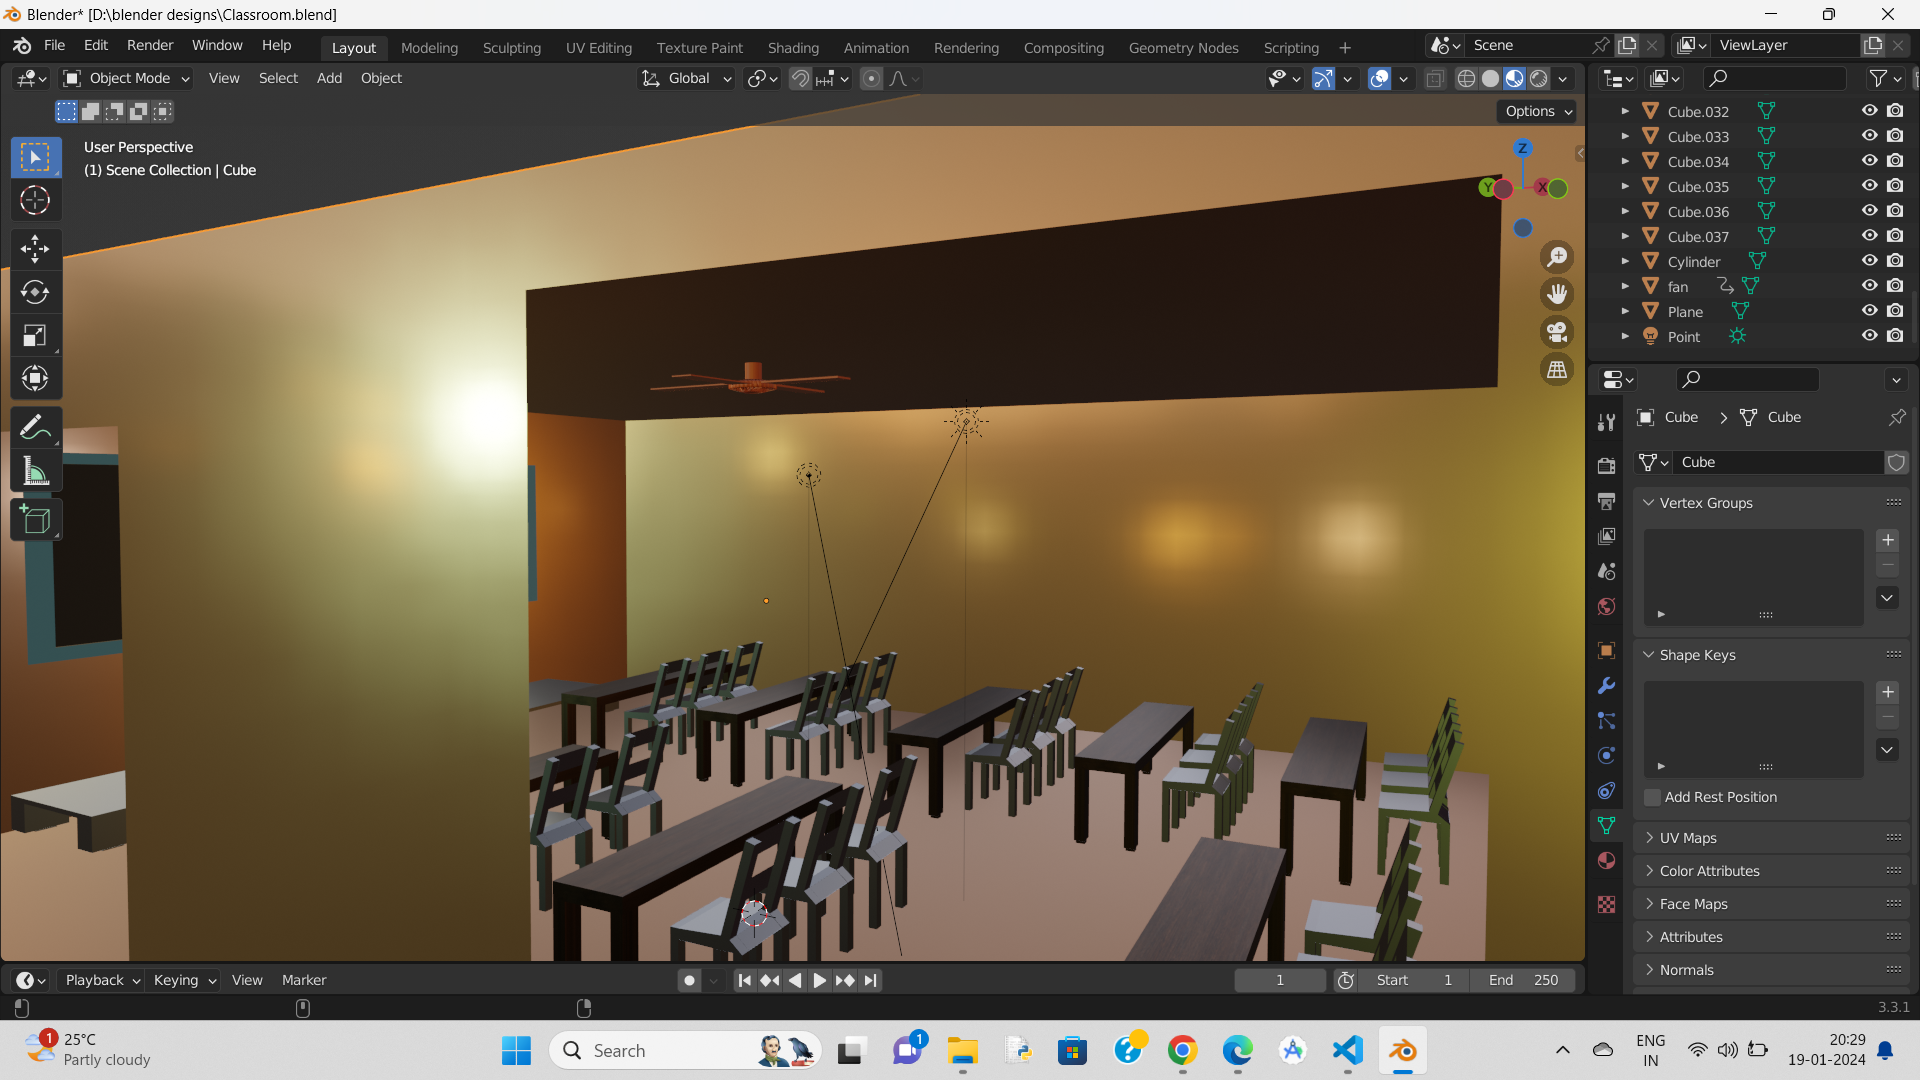 Blender* [D:\blender designs\Classroom.blend]
File Edit Render Window Help Layout Modeling Sculpting UV Editing Texture Paint Shading Animation Rendering Compositing Geometry Nodes Scripting + Scene ViewLayer
Object Mode View Select Add Object Global
Options
User Perspective
(1) Scene Collection | Cube
Z
Y X
Cube.032
Cube.033
Cube.034
Cube.035
Cube.036
Cube.037
Cylinder
fan
Plane
Point
Cube > Cube
Cube
Vertex Groups
Shape Keys
Add Rest Position
UV Maps
Color Attributes
Face Maps
Attributes
Normals
Playback Keying View Marker 1 Start 1 End 250
3.3.1
1
25°C
Partly cloudy
Search
1
ENG
IN
20:29
19-01-2024